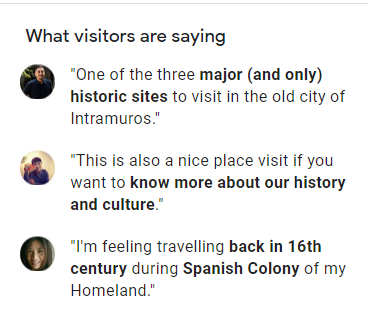 What visitors are saying
"One of the three major (and only)
historic sites to visit in the old city of
Intramuros."
"This is also a nice place visit if you
want to know more about our history
and culture."
"I'm feeling travelling back in 16th
century during Spanish Colony of my
Homeland."